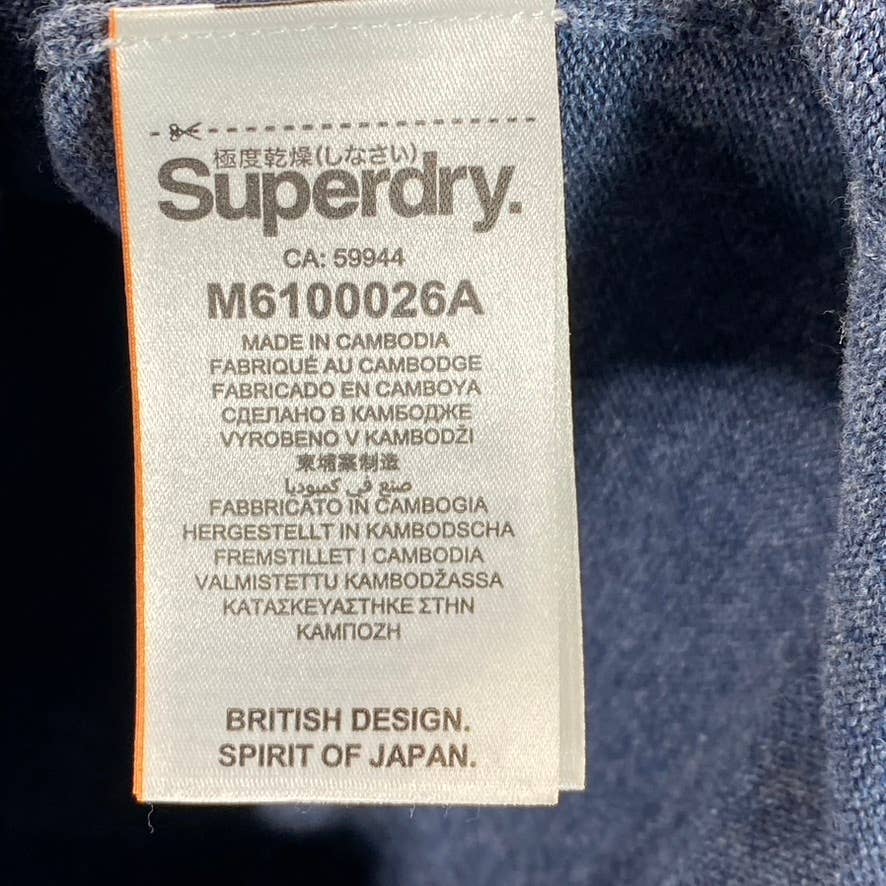 極度乾燥(しなさい)
Superdry.
CA: 59944
M6100026A
MADE IN CAMBODIA
FABRIQUÉ AU CAMBODGE
FABRICADO EN CAMBOYA
СДЕЛАНО В КАМБОДЖЕ
VYROBENO V KAMBODŽI
柬埔寨制造
صنع في كمبوديا
FABBRICATO IN CAMBOGIA
HERGESTELLT IN KAMBODSCHA
FREMSTILLET I CAMBODIA
VALMISTETTU KAMBODŽASSA
ΚΑΤΑΣΚΕΥΑΣΤΗΚΕ ΣΤΗΝ
ΚΑΜΠΟΖΗ
BRITISH DESIGN.
SPIRIT OF JAPAN.